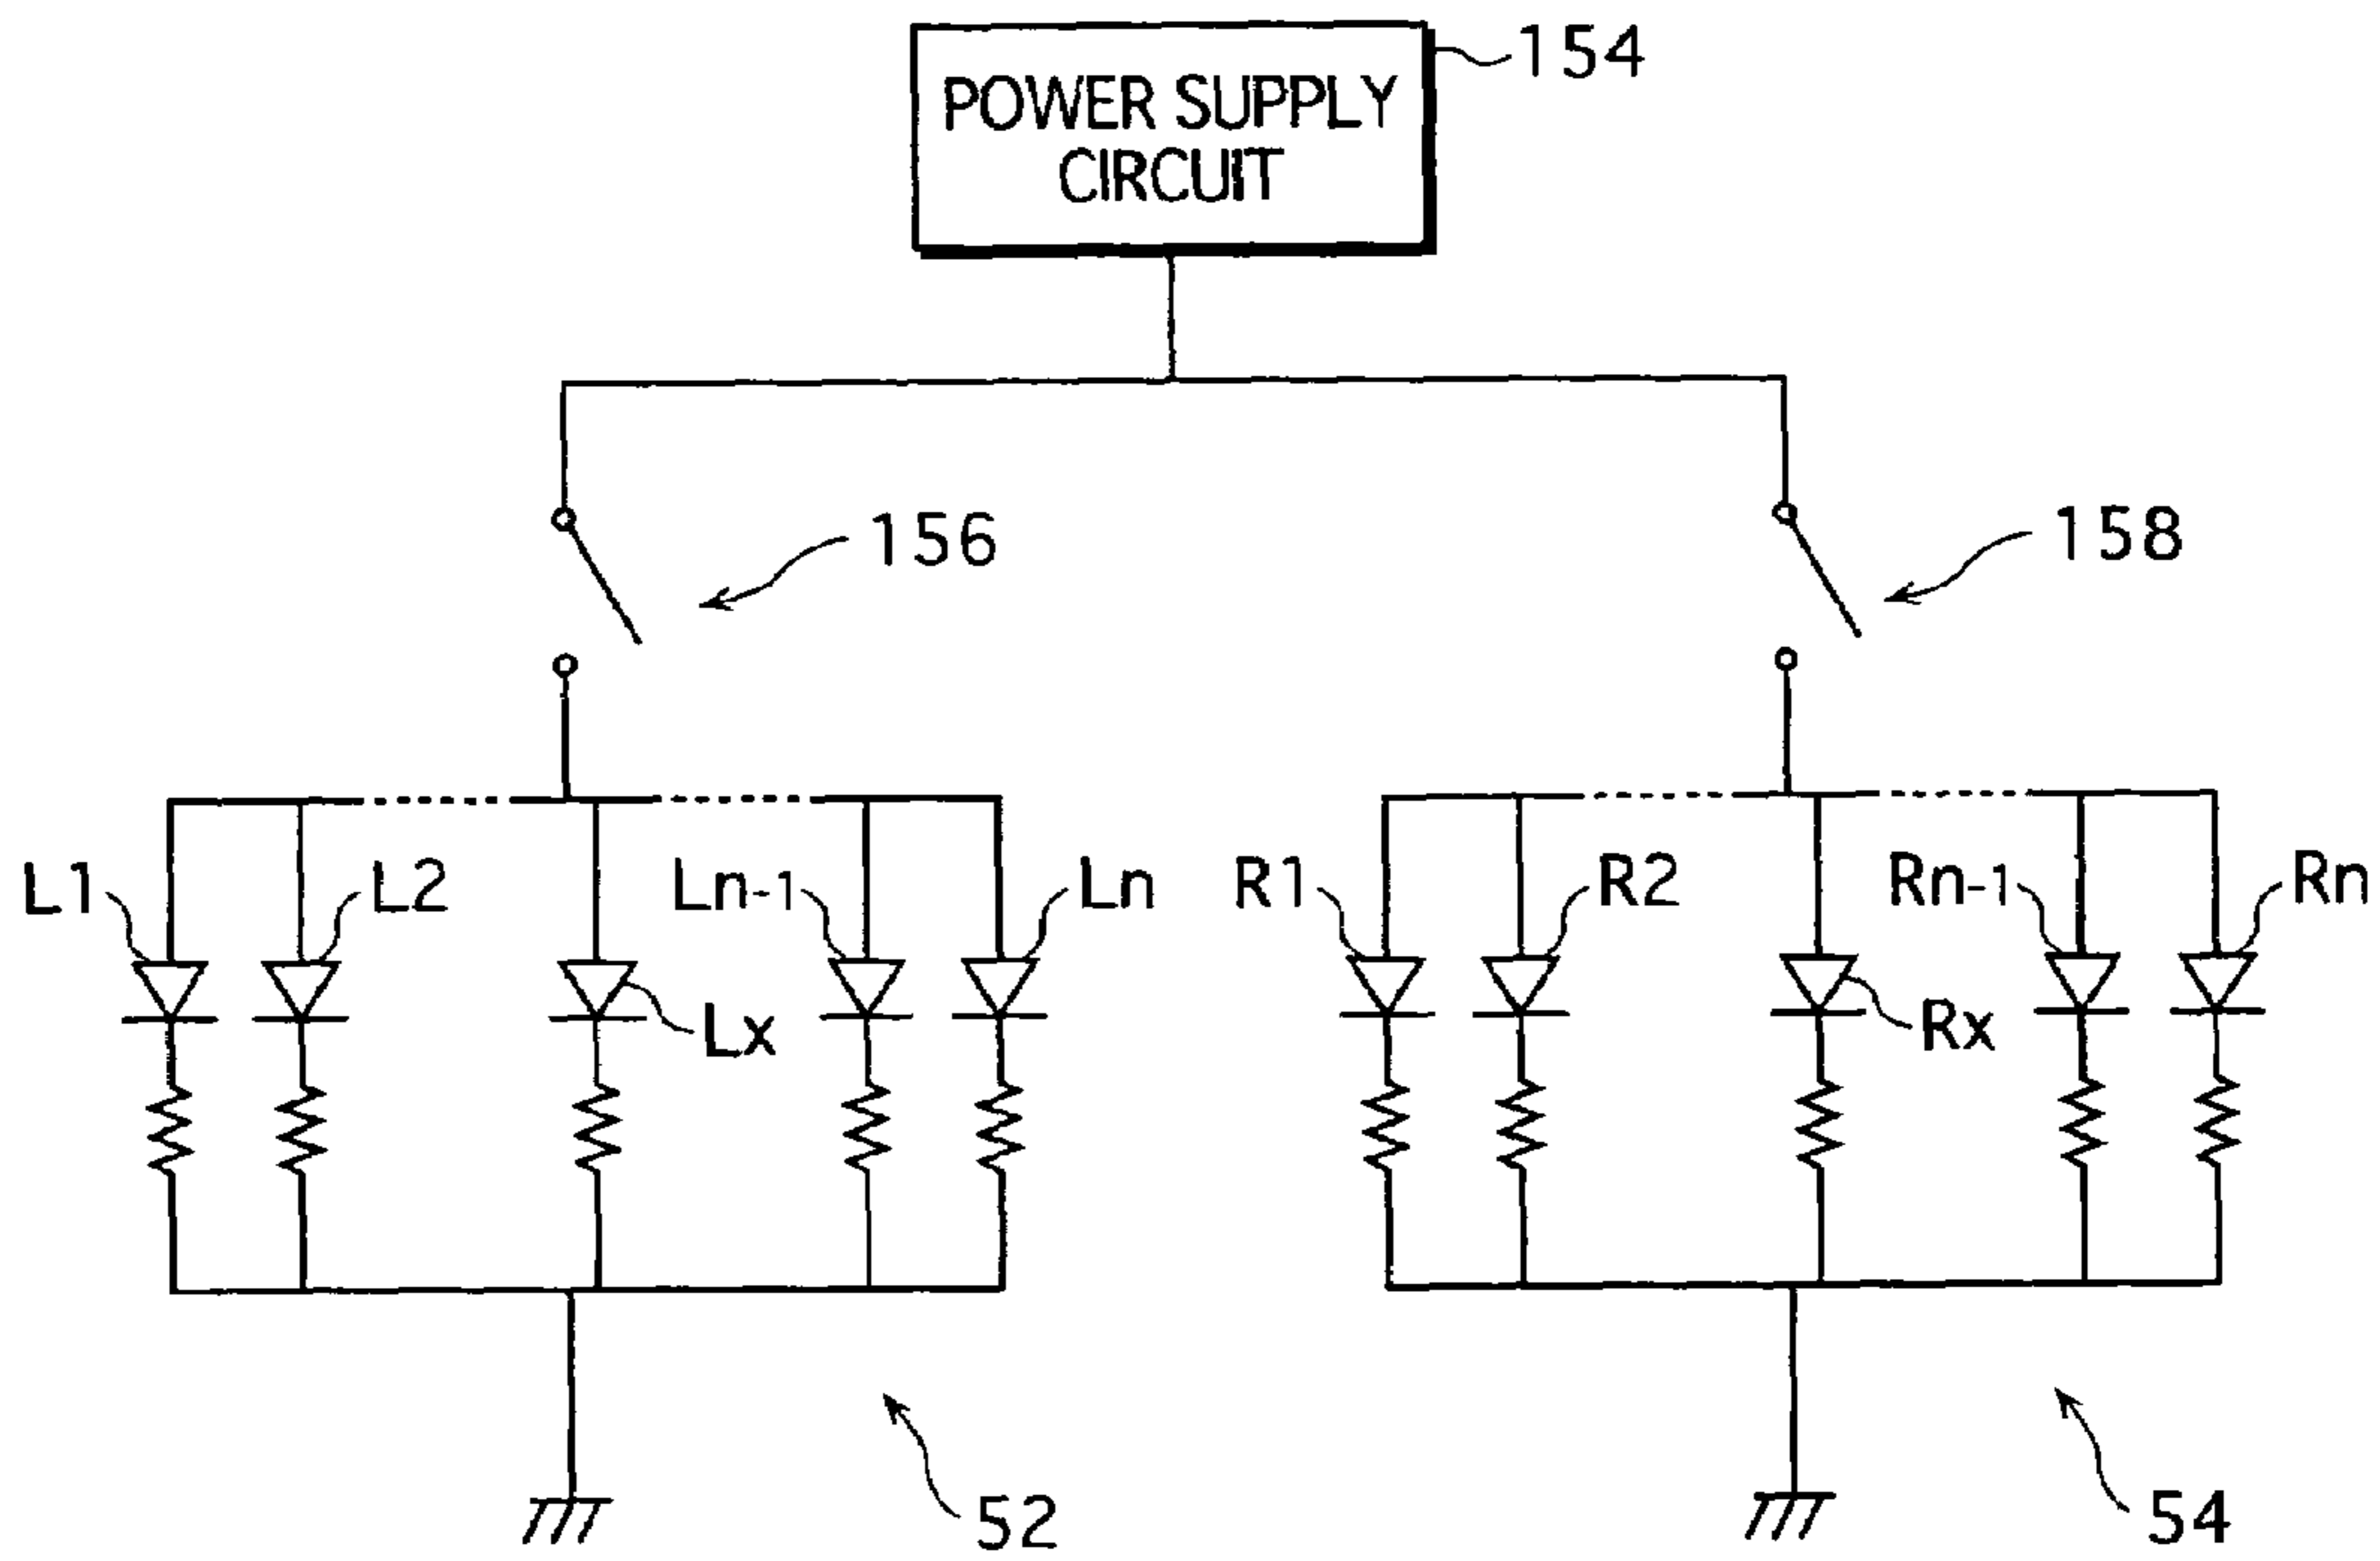 154
POWER SUPPLY
CIRCUIT
156
158
L1
L2
Ln-1
Ln
R1
R2
Rn-1
Rn
Lx
Rx
52
54